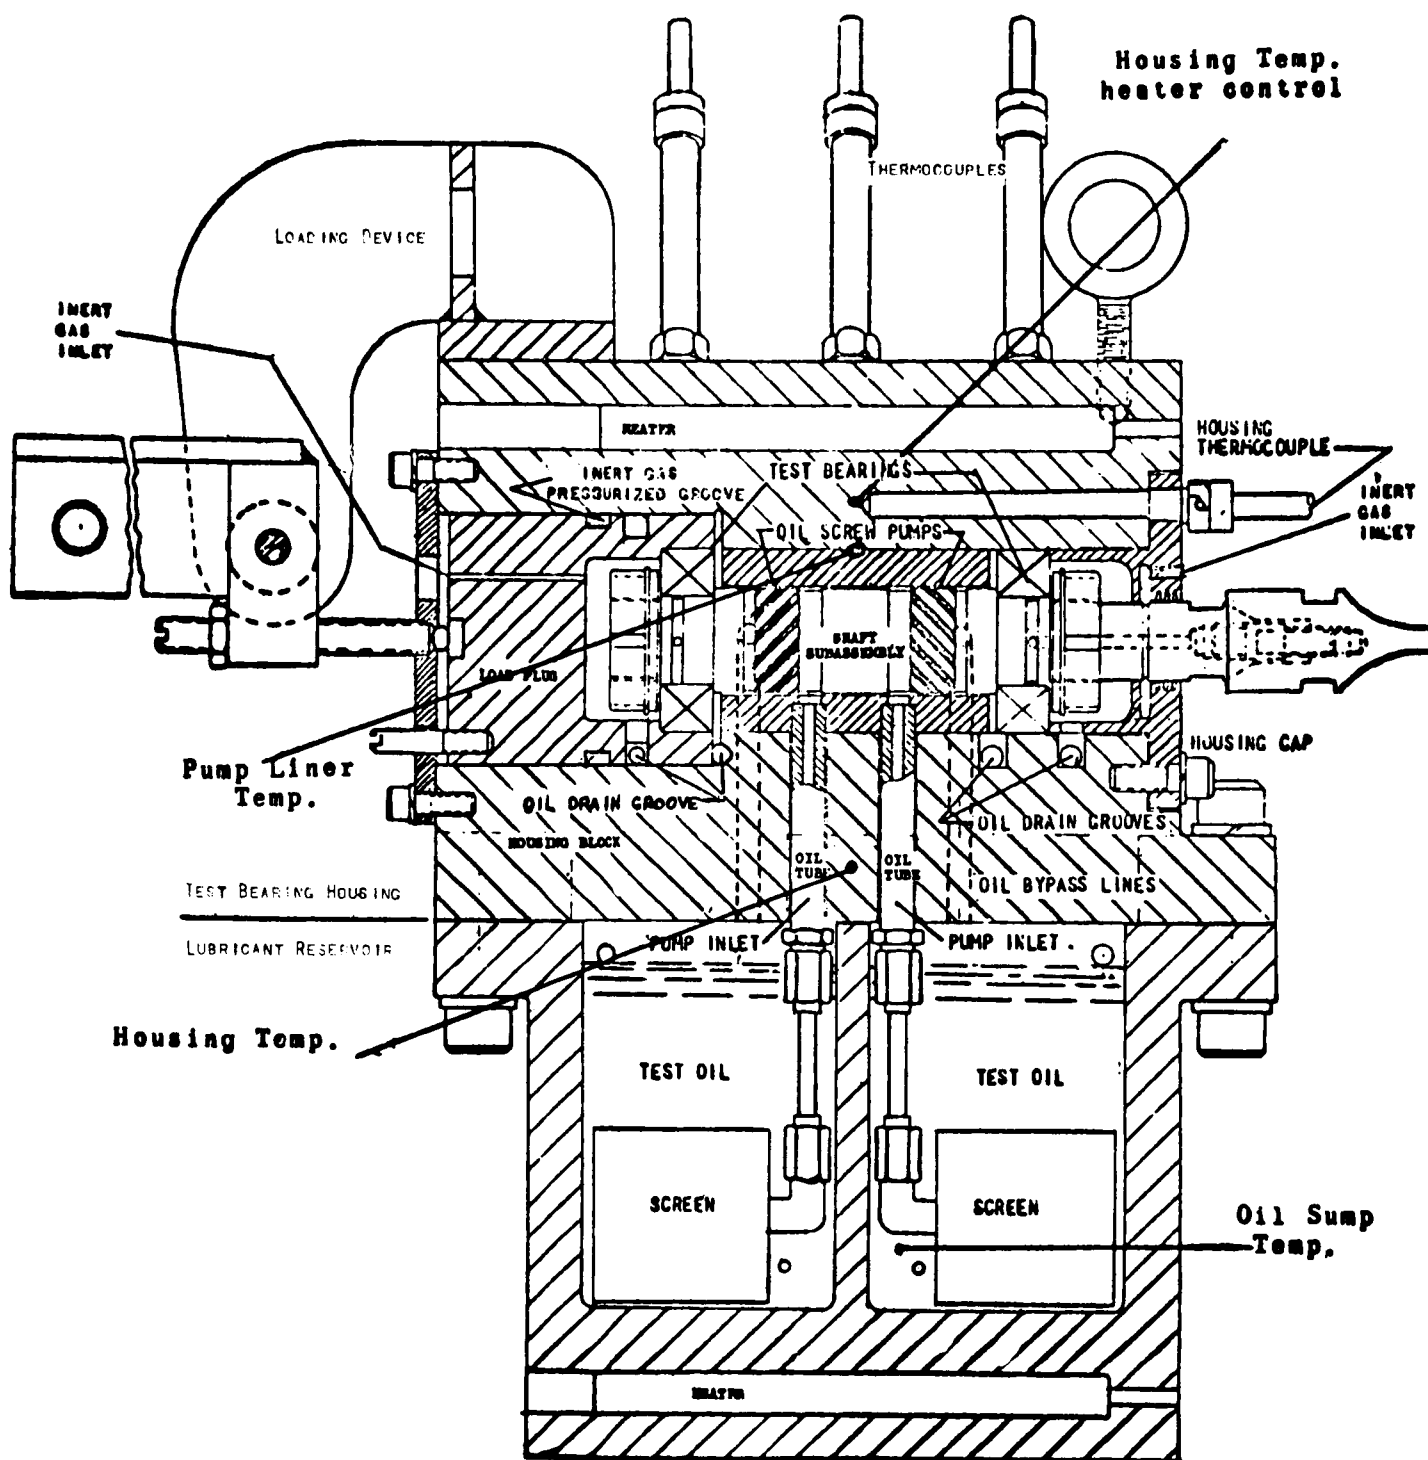 Housing Temp.
heater control
THERMOCOUPLES
LOADING DEVICE
INERT
GAS
INLET
HEATER
HOUSING
THERMOCOUPLE
INERT GAS
PRESSURIZED GROOVE
TEST BEARINGS
INERT
GAS
INLET
OIL SCREW PUMPS
SHAFT
SUBASSEMBLY
LOAD PLUG
Pump Liner
Temp.
HOUSING CAP
OIL DRAIN GROOVE
OIL DRAIN GROOVES
HOUSING BLOCK
OIL
TUBE
OIL
TUBE
OIL BYPASS LINES
TEST BEARING HOUSING
LUBRICANT RESERVOIR
PUMP INLET
PUMP INLET.
Housing Temp.
TEST OIL
TEST OIL
SCREEN
SCREEN
Oil Sump
Temp.
HEATER